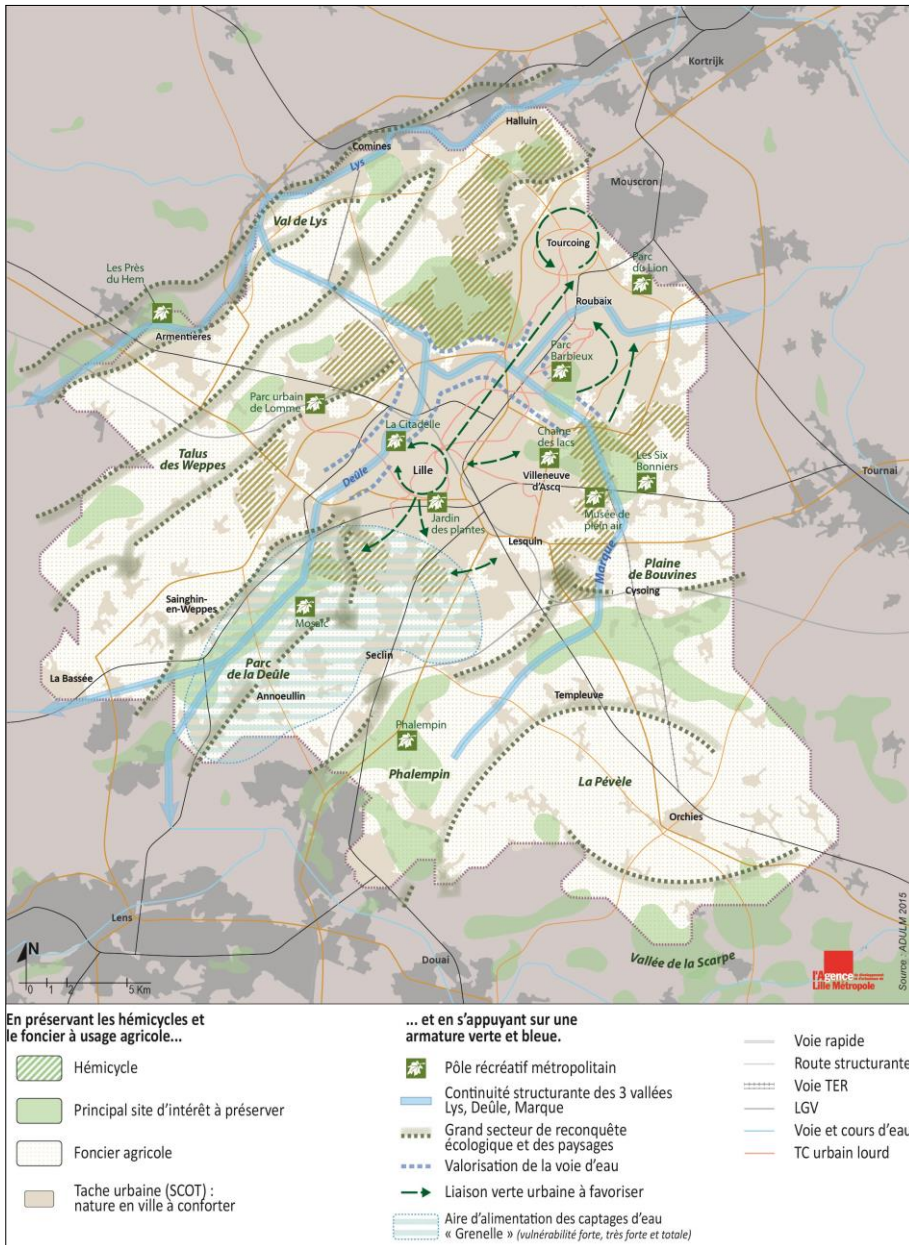 Kortrijk
Halluin
Comines
Lys
Mouscron
Val de Lys
Tourcoing
Les Près
du Hem
Parc
du Lion
Roubaix
Armentières
Parc
Barbieux
Parc urbain
de Lomme
La Citadelle
Chaîne
des lacs
Talus
des Weppes
Les Six
Bonniers
Lille
Villeneuve
d'Ascq
Tournai
Deûle
Jardin
des plantes
Musée de
plein air
Lesquin
Marque
Plaine
de Bouvines
Cysoing
Sainghin-
en-Weppes
Mosaïc
Seclin
Parc
de la Deûle
La Bassée
Annoeullin
Templeuve
Phalempin
Phalempin
La Pévèle
Orchies
Lens
Douai
Vallée de la Scarpe
N
0 1 2 5 Km
l'Agence
Lille Métropole
Source : ADULM 2015
En préservant les hémicycles et
le foncier à usage agricole...
Hémicycle
Principal site d'intérêt à préserver
Foncier agricole
Tache urbaine (SCOT) :
nature en ville à conforter
... et en s'appuyant sur une
armature verte et bleue.
Pôle récréatif métropolitain
Continuité structurante des 3 vallées
Lys, Deûle, Marque
Grand secteur de reconquête
écologique et des paysages
Valorisation de la voie d'eau
Liaison verte urbaine à favoriser
Aire d'alimentation des captages d'eau
« Grenelle » (vulnérabilité forte, très forte et totale)
Voie rapide
Route structurante
Voie TER
LGV
Voie et cours d'eau
TC urbain lourd